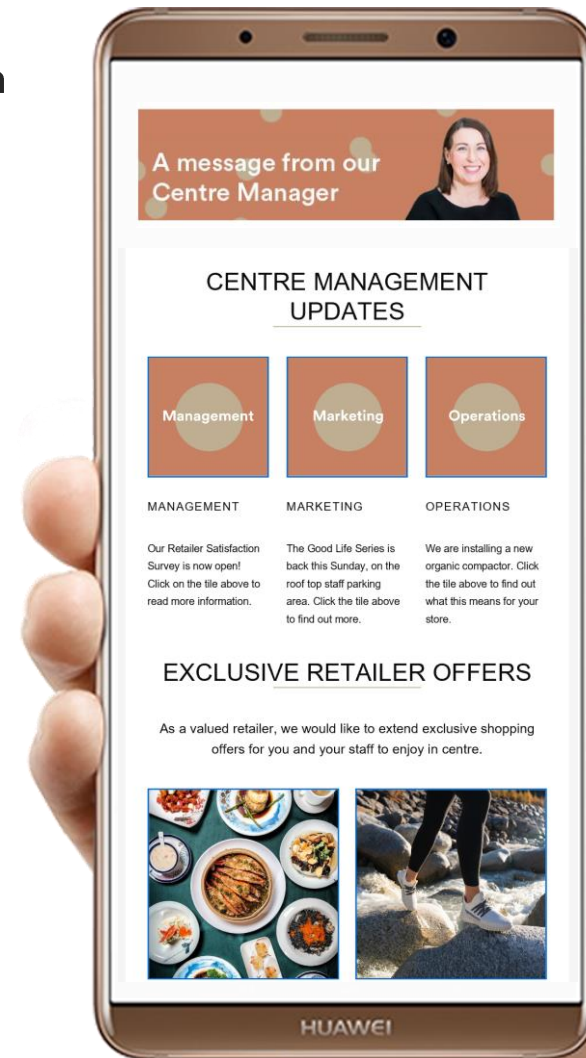 A message from our
Centre Manager
CENTRE MANAGEMENT
UPDATES
Management
Marketing
Operations
MANAGEMENT
Our Retailer Satisfaction
Survey is now open!
Click on the tile above to
read more information.
MARKETING
The Good Life Series is
back this Sunday, on the
roof top staff parking
area. Click the tile above
to find out more.
OPERATIONS
We are installing a new
organic compactor. Click
the tile above to find out
what this means for your
store.
EXCLUSIVE RETAILER OFFERS
As a valued retailer, we would like to extend exclusive shopping
offers for you and your staff to enjoy in centre.
HUAWEI